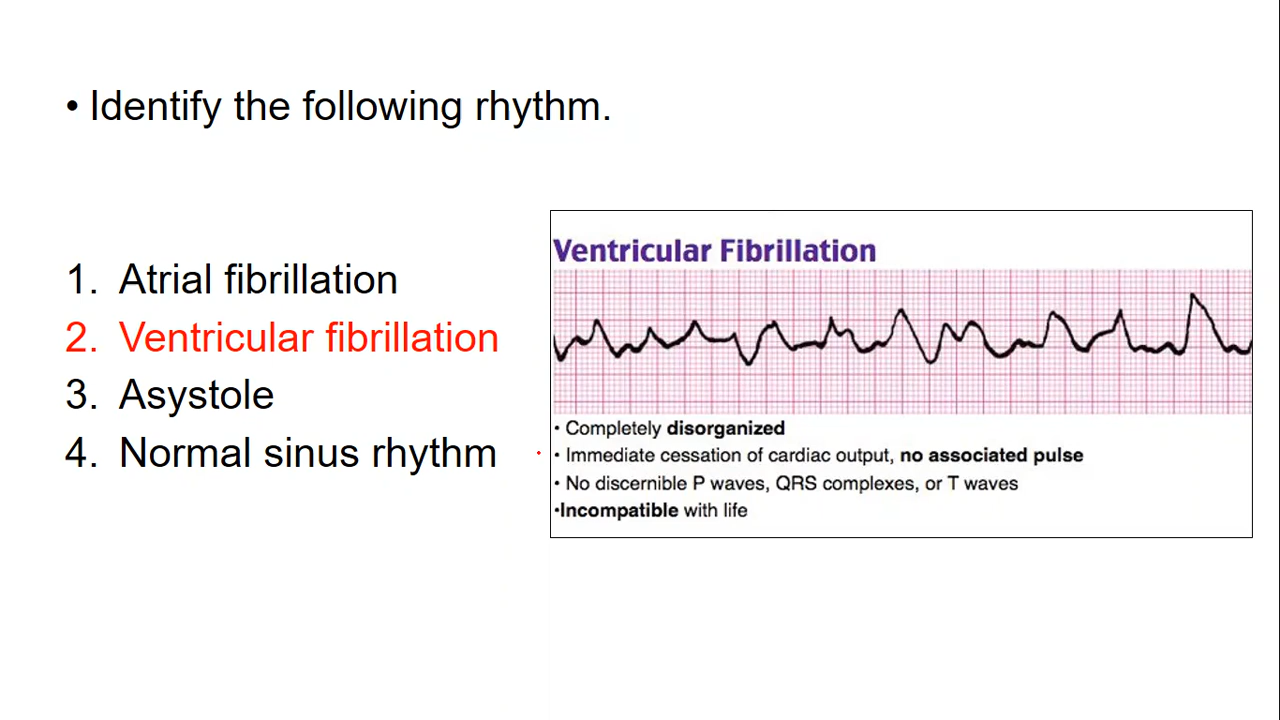 • Identify the following rhythm.
1. Atrial fibrillation
2. Ventricular fibrillation
3. Asystole
4. Normal sinus rhythm
Ventricular Fibrillation
• Completely disorganized
• Immediate cessation of cardiac output, no associated pulse
• No discernible P waves, QRS complexes, or T waves
•Incompatible with life